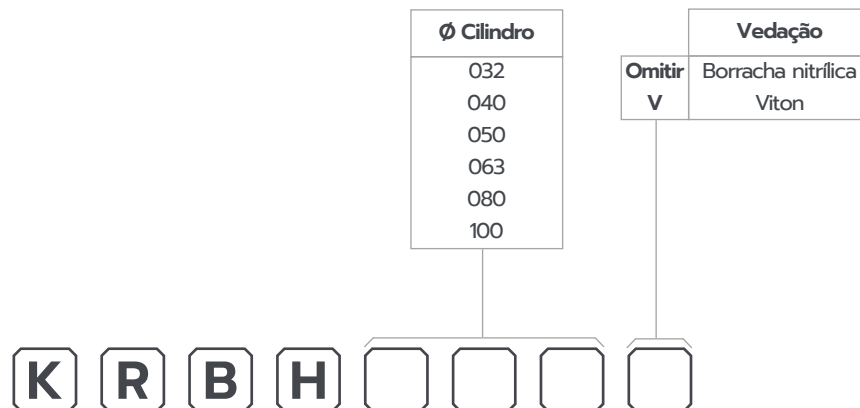 Ø Cilindro
032
040
050
063
080
100
Vedação
Omitir Borracha nitrílica
V Viton
K R B H